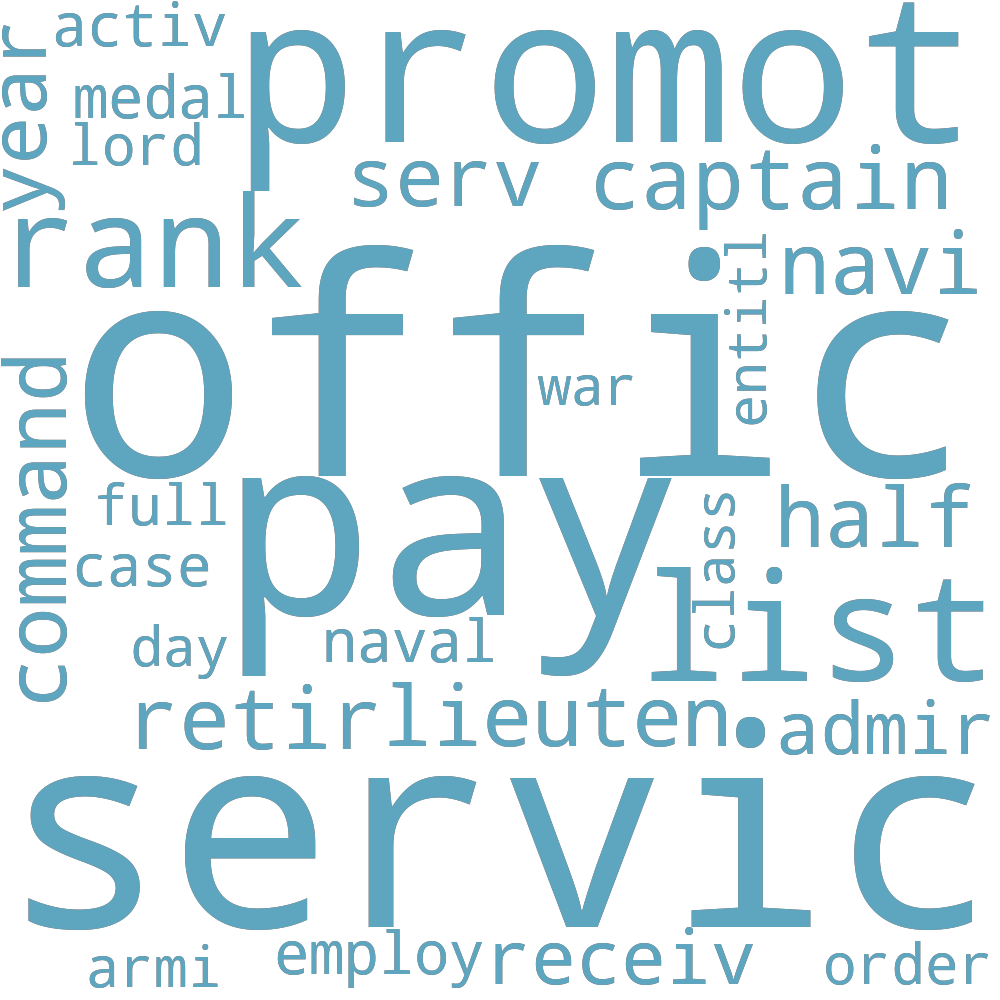 activ
promot
year
medal
lord
serv
captain
rank
navi
entitl
offic
war
command
pay
full
half
class
case
list
day
naval
retir
lieuten
admir
servic
armi
employ
receiv
order